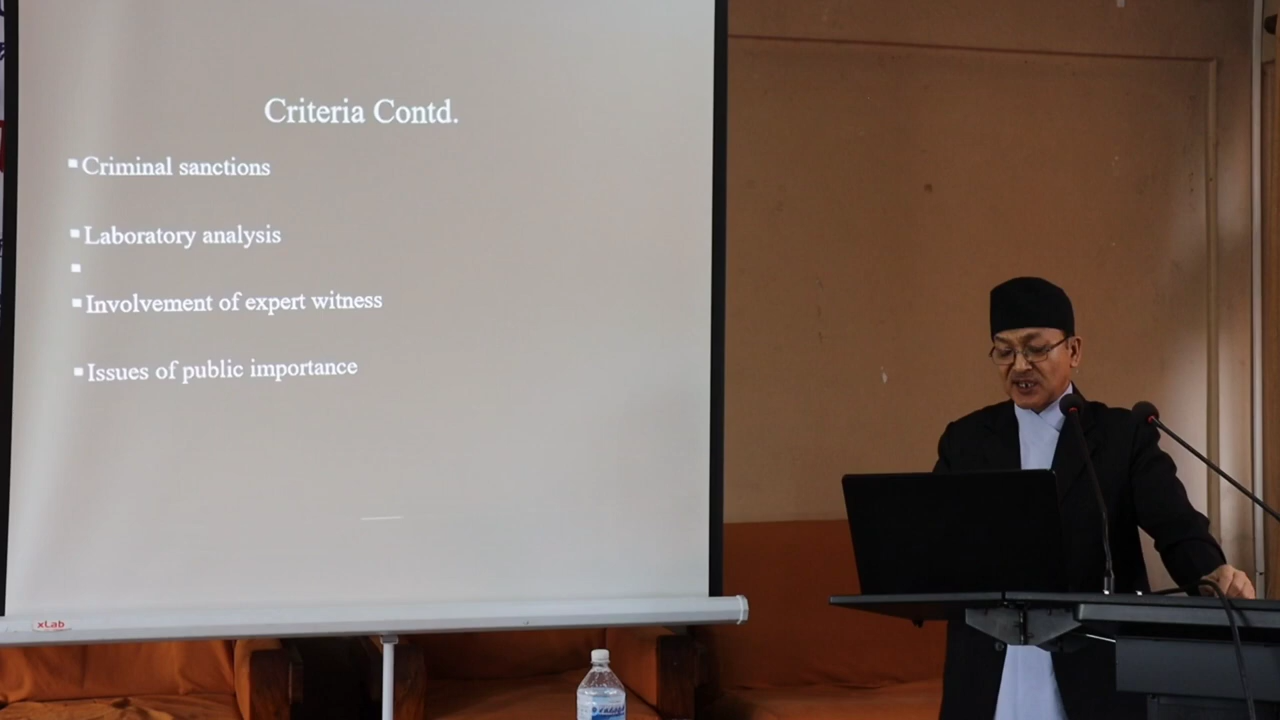 Criteria Contd.
▪ Criminal sanctions
▪ Laboratory analysis
▪
▪ Involvement of expert witness
▪ Issues of public importance
xLab